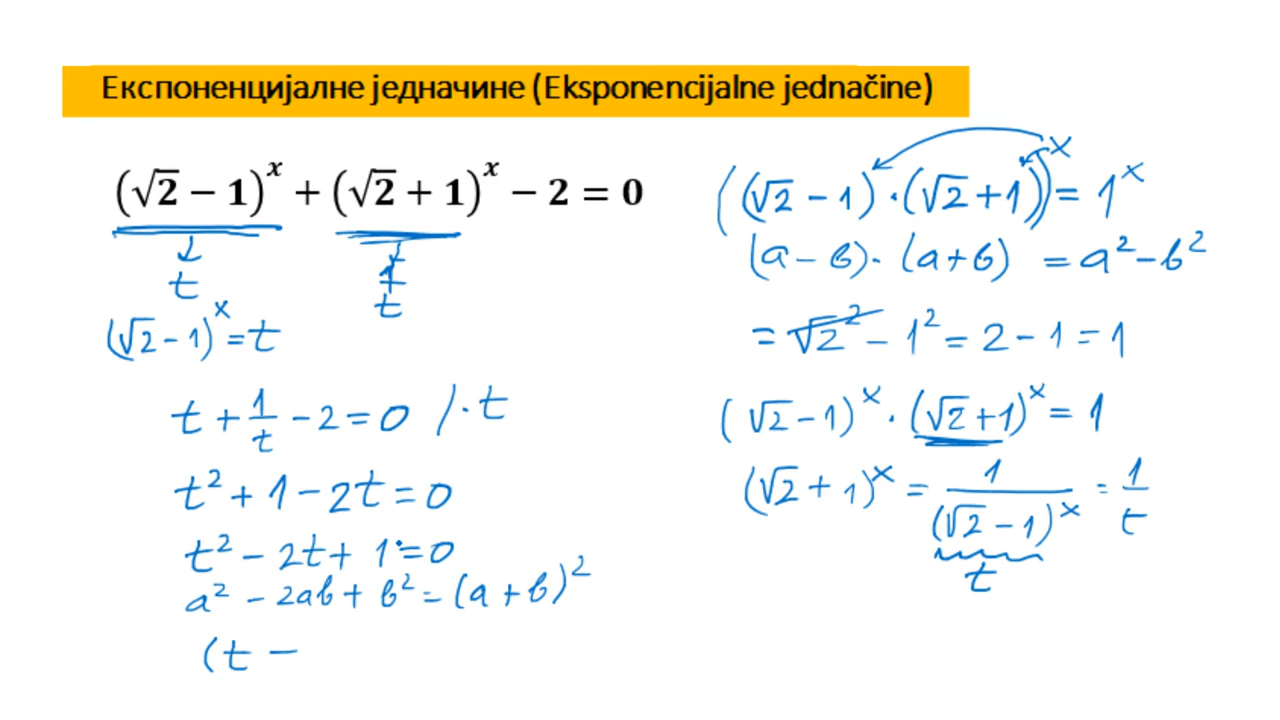 Експоненцијалне једначине (Eksponencijalne jednačine)
(√2 − 1)^x + (√2 + 1)^x − 2 = 0
t
1/t
(√2 − 1)^x = t
t + 1/t − 2 = 0 /·t
t² + 1 − 2t = 0
t² − 2t + 1 = 0
a² − 2ab + b² = (a + b)²
(t −
((√2 − 1)·(√2 + 1))^x = 1^x
(a − b)·(a + b) = a² − b²
= √2² − 1² = 2 − 1 = 1
(√2 − 1)^x · (√2 + 1)^x = 1
(√2 + 1)^x = 1/(√2 − 1)^x = 1/t
t